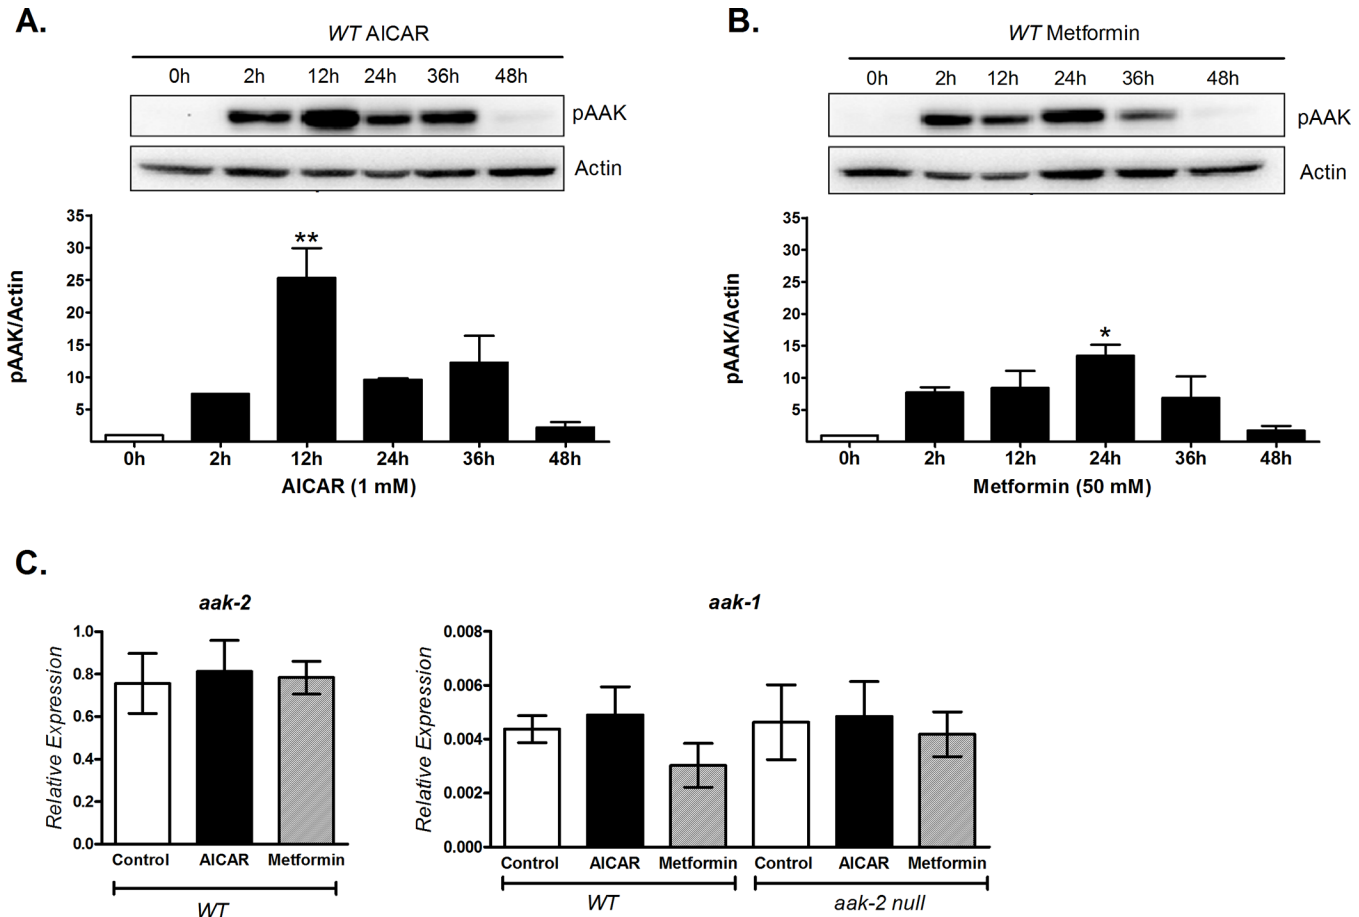 A.
WT AICAR
0h 2h 12h 24h 36h 48h
pAAK
Actin
35
30
25
20
15
10
5
pAAK/Actin
**
0h 2h 12h 24h 36h 48h
AICAR (1 mM)
B.
WT Metformin
0h 2h 12h 24h 36h 48h
pAAK
Actin
35
30
25
20
15
10
5
pAAK/Actin
*
0h 2h 12h 24h 36h 48h
Metformin (50 mM)
C.
aak-2
1.0
0.8
0.6
0.4
0.2
0.0
Relative Expression
Control AICAR Metformin
WT
aak-1
0.008
0.006
0.004
0.002
0.000
Relative Expression
Control AICAR Metformin Control AICAR Metformin
WT aak-2 null